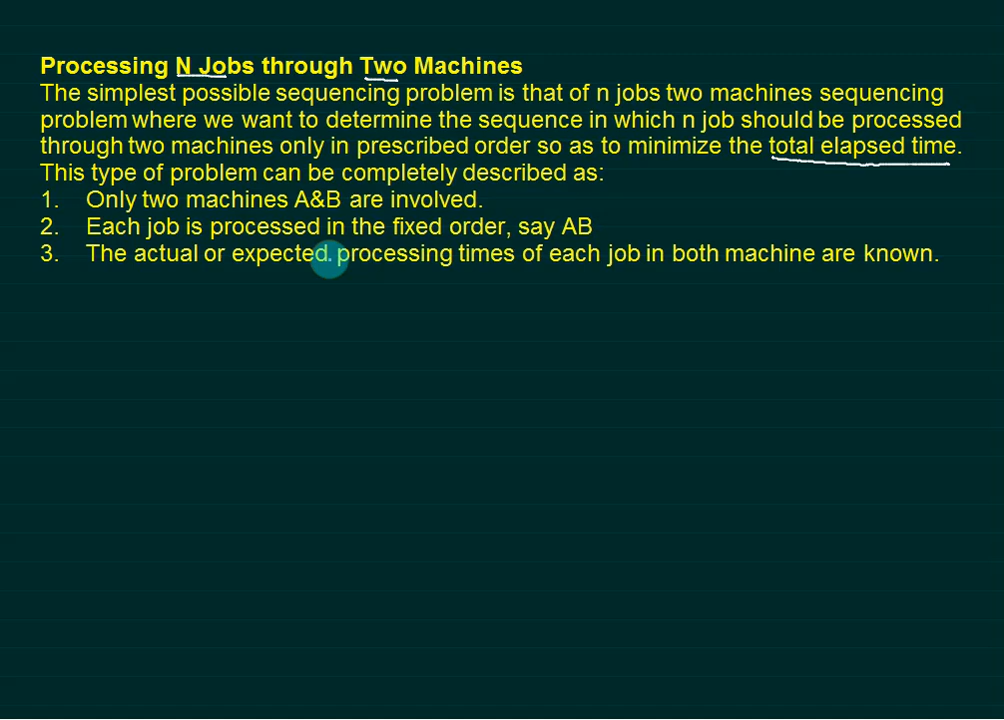 Processing N Jobs through Two Machines
The simplest possible sequencing problem is that of n jobs two machines sequencing
problem where we want to determine the sequence in which n job should be processed
through two machines only in prescribed order so as to minimize the total elapsed time.
This type of problem can be completely described as:
1. Only two machines A&B are involved.
2. Each job is processed in the fixed order, say AB
3. The actual or expected. processing times of each job in both machine are known.